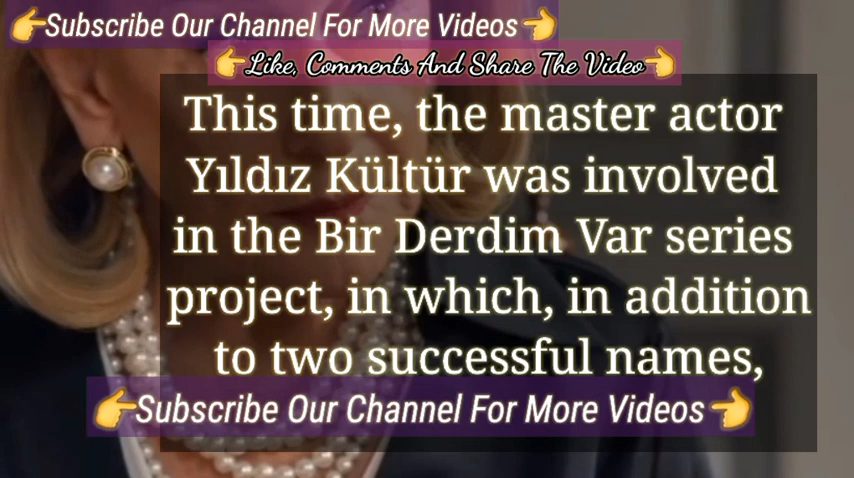 👉Subscribe Our Channel For More Videos👈
👉Like, Comments And Share The Video👈
This time, the master actor
Yıldız Kültür was involved
in the Bir Derdim Var series
project, in which, in addition
to two successful names,
👉Subscribe Our Channel For More Videos👈